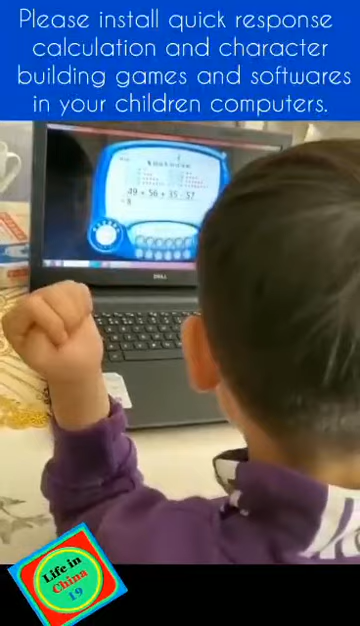 Please install quick response
calculation and character
building games and softwares
in your children computers.
49 + 56 + 35 - 57
DELL
Life in
China
19